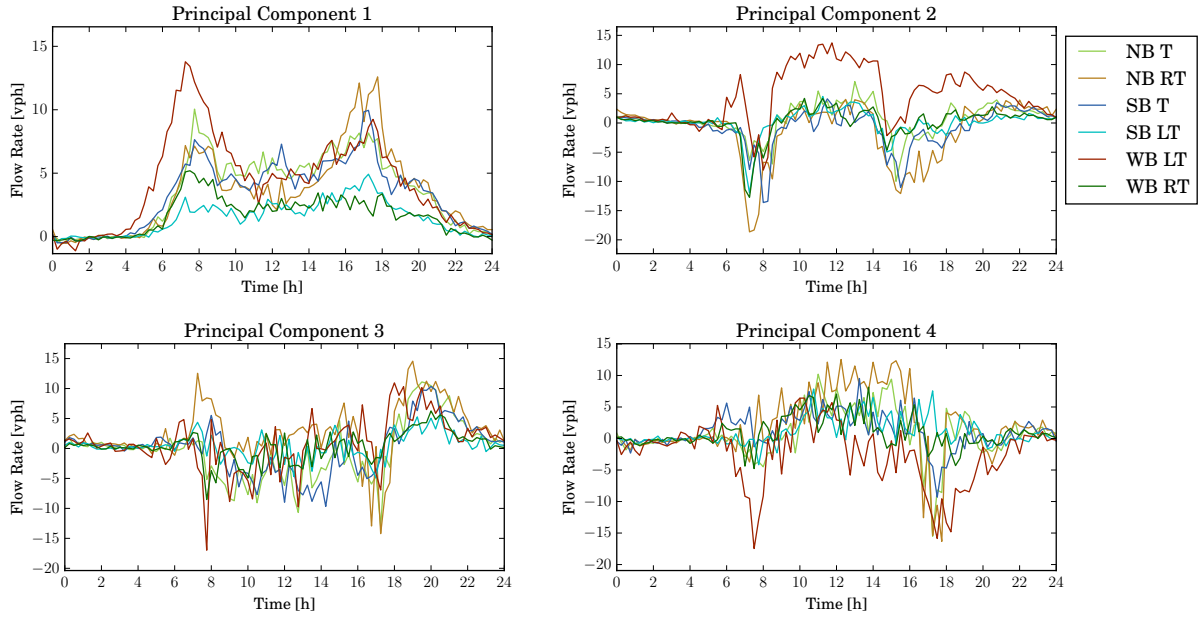 Principal Component 1
Flow Rate [vph]
15
10
5
0
0 2 4 6 8 10 12 14 16 18 20 22 24
Time [h]
Principal Component 2
Flow Rate [vph]
15
10
5
0
−5
−10
−15
−20
0 2 4 6 8 10 12 14 16 18 20 22 24
Time [h]
NB T
NB RT
SB T
SB LT
WB LT
WB RT
Principal Component 3
Flow Rate [vph]
15
10
5
0
−5
−10
−15
−20
0 2 4 6 8 10 12 14 16 18 20 22 24
Time [h]
Principal Component 4
Flow Rate [vph]
15
10
5
0
−5
−10
−15
−20
0 2 4 6 8 10 12 14 16 18 20 22 24
Time [h]